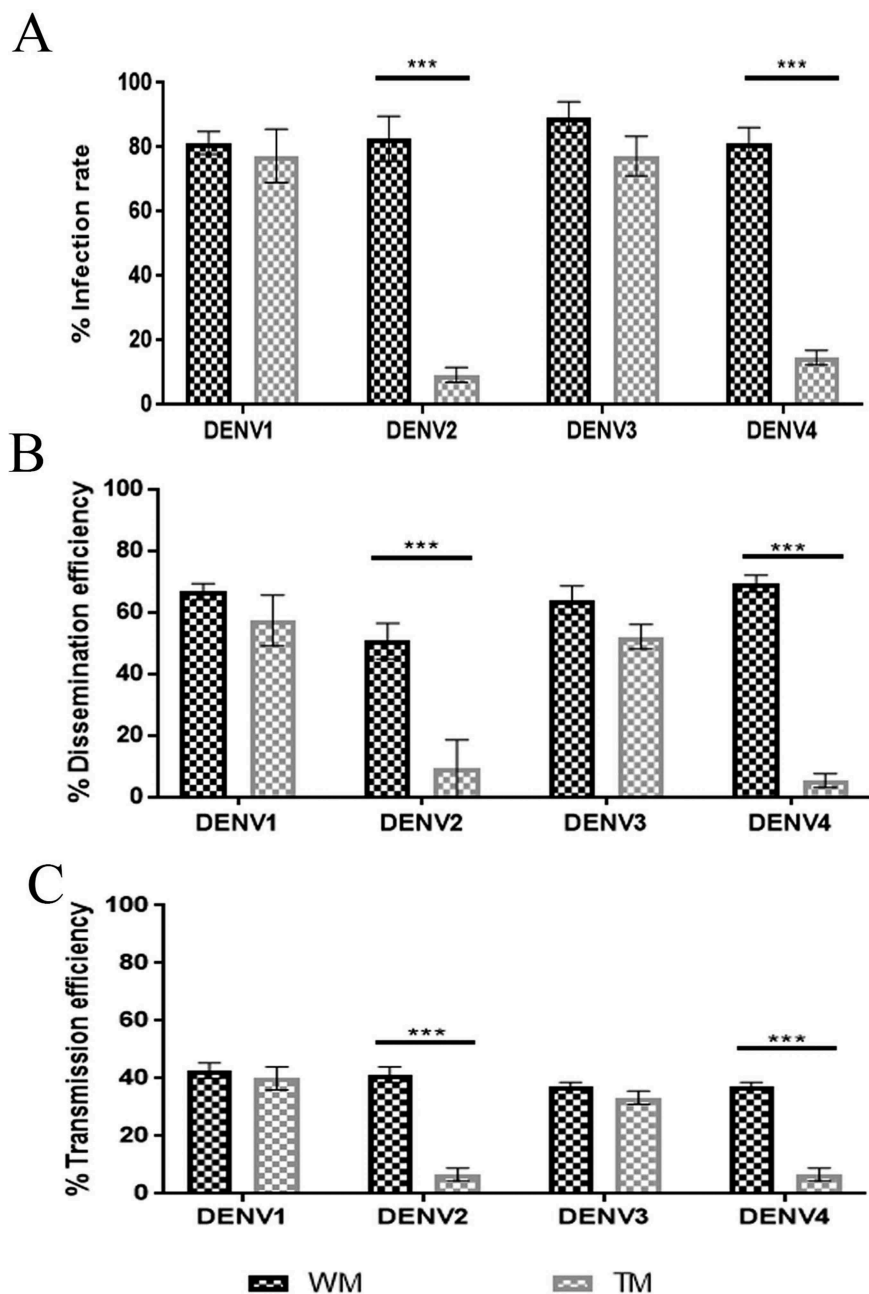 A
*** ***
100
80
60
40
20
0
% Infection rate
DENV1 DENV2 DENV3 DENV4
B
*** ***
100
80
60
40
20
0
% Dissemination efficiency
DENV1 DENV2 DENV3 DENV4
C
*** ***
100
80
60
40
20
0
% Transmission efficiency
DENV1 DENV2 DENV3 DENV4
WM TM